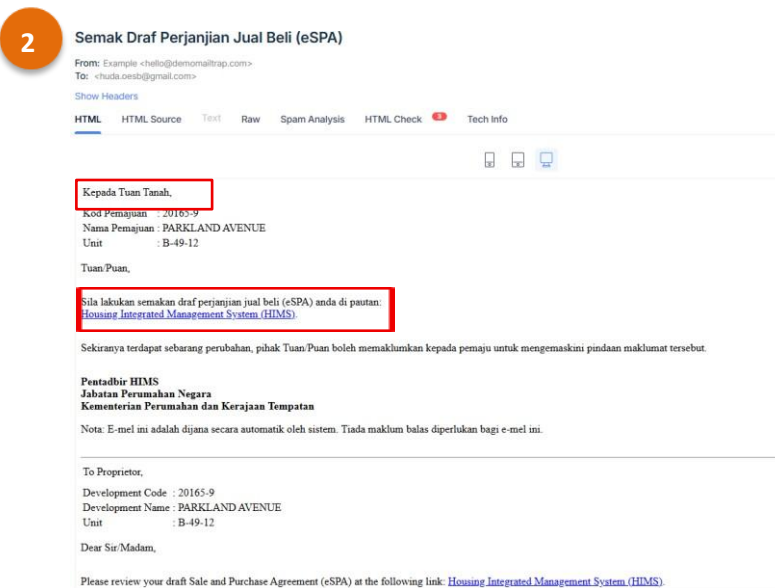 2
Semak Draf Perjanjian Jual Beli (eSPA)
From: Example <hello@demomailtrap.com>
To: <huda.oesb@gmail.com>
Show Headers
HTML HTML Source Text Raw Spam Analysis HTML Check 3 Tech Info
Kepada Tuan Tanah,
Kod Pemajuan : 20165-9
Nama Pemajuan : PARKLAND AVENUE
Unit : B-49-12
Tuan/Puan,
Sila lakukan semakan draf perjanjian jual beli (eSPA) anda di pautan:
Housing Integrated Management System (HIMS).
Sekiranya terdapat sebarang perubahan, pihak Tuan/Puan boleh memaklumkan kepada pemaju untuk mengemaskini pindaan maklumat tersebut.
Pentadbir HIMS
Jabatan Perumahan Negara
Kementerian Perumahan dan Kerajaan Tempatan
Nota: E-mel ini adalah dijana secara automatik oleh sistem. Tiada maklum balas diperlukan bagi e-mel ini.
To Proprietor,
Development Code : 20165-9
Development Name : PARKLAND AVENUE
Unit : B-49-12
Dear Sir/Madam,
Please review your draft Sale and Purchase Agreement (eSPA) at the following link: Housing Integrated Management System (HIMS).